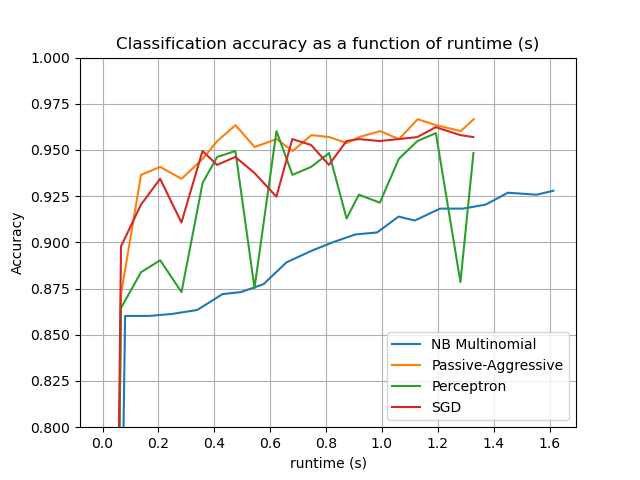 Classification accuracy as a function of runtime (s)
1.000
0.975
0.950
0.925
0.900
0.875
0.850
0.825
0.800
Accuracy
NB Multinomial
Passive-Aggressive
Perceptron
SGD
0.0 0.2 0.4 0.6 0.8 1.0 1.2 1.4 1.6
runtime (s)